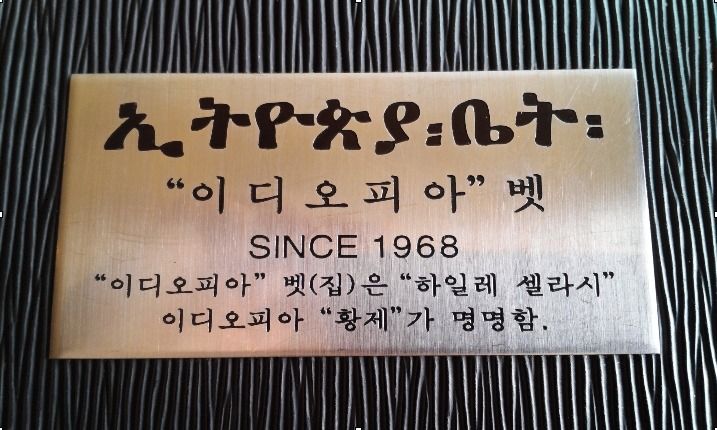 ኢትዮጵያ፡ቤት፡
“이디오피아” 벳
SINCE 1968
“이디오피아” 벳(집)은 “하일레 셀라시”
이디오피아 “황제”가 명명함.